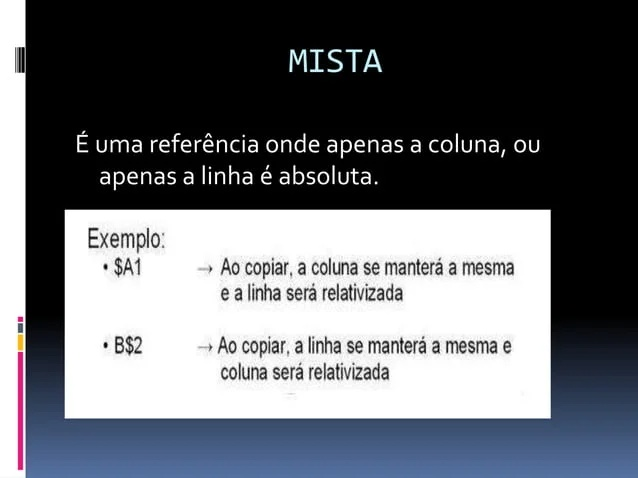 MISTA
É uma referência onde apenas a coluna, ou
apenas a linha é absoluta.
Exemplo:
• $A1 → Ao copiar, a coluna se manterá a mesma
e a linha será relativizada
• B$2 → Ao copiar, a linha se manterá a mesma e
coluna será relativizada